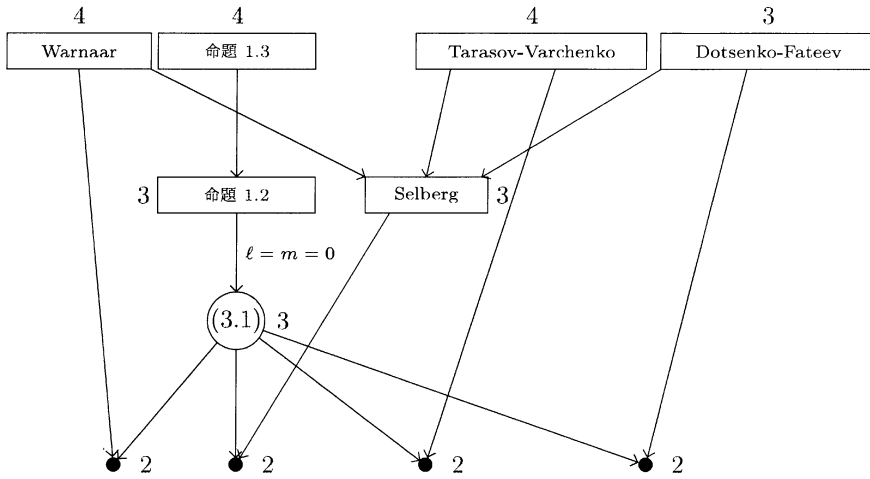 4 4 4 3
Warnaar 命題 1.3 Tarasov-Varchenko Dotsenko-Fateev
3 命題 1.2 Selberg 3
ℓ = m = 0
(3.1) 3
2 2 2 2